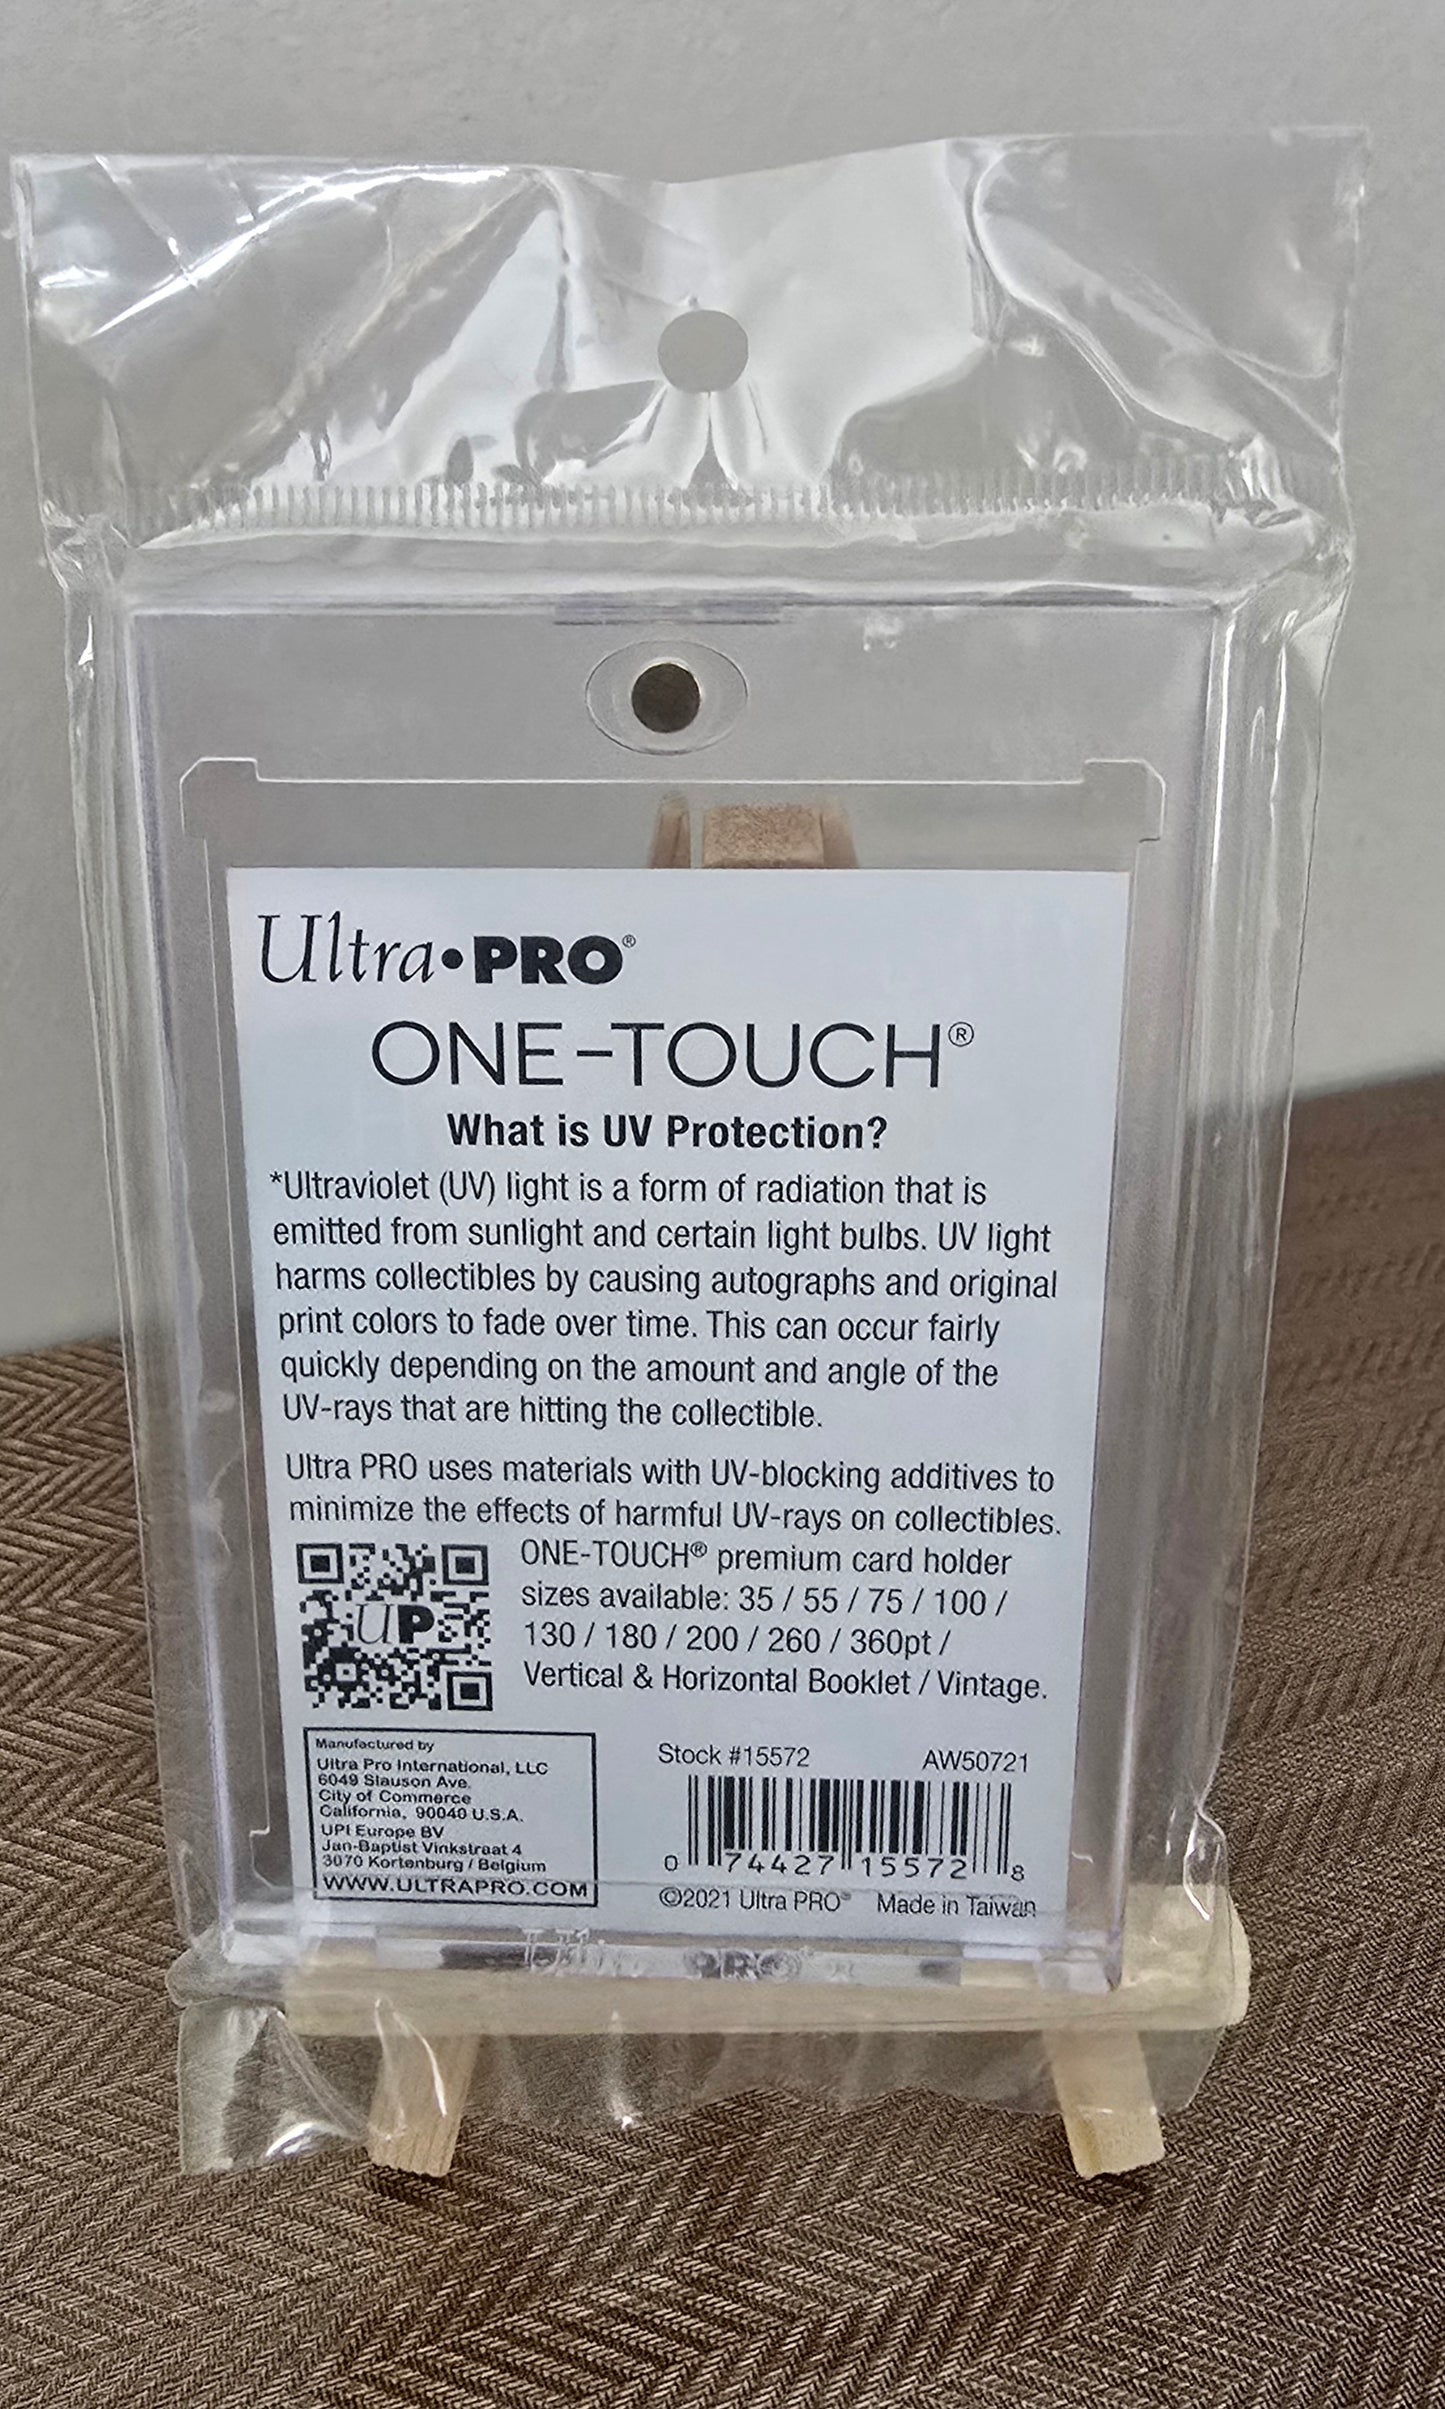 Ultra•PRO®
ONE-TOUCH®
What is UV Protection?
*Ultraviolet (UV) light is a form of radiation that is
emitted from sunlight and certain light bulbs. UV light
harms collectibles by causing autographs and original
print colors to fade over time. This can occur fairly
quickly depending on the amount and angle of the
UV-rays that are hitting the collectible.
Ultra PRO uses materials with UV-blocking additives to
minimize the effects of harmful UV-rays on collectibles.
ONE-TOUCH® premium card holder
sizes available: 35 / 55 / 75 / 100 /
130 / 180 / 200 / 260 / 360pt /
Vertical & Horizontal Booklet / Vintage.
UP
Manufactured by
Ultra Pro International, LLC
6049 Slauson Ave.
City of Commerce
California, 90040 U.S.A.
UPI Europe BV
Jan-Baptist Vinkstraat 4
3070 Kortenburg / Belgium
WWW.ULTRAPRO.COM
Stock #15572 AW50721
0 74427 15572 8
©2021 Ultra PRO® Made in Taiwan
Ultra PRO®